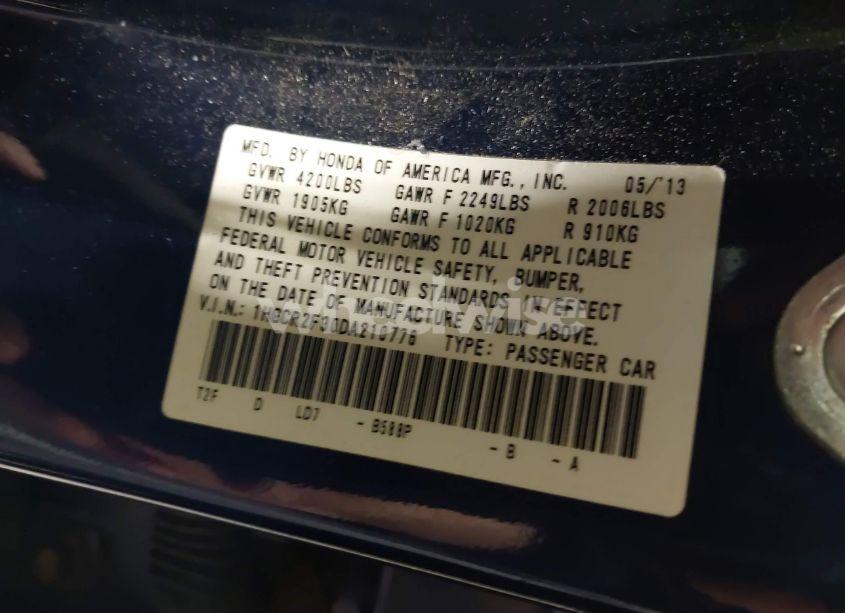 MFD. BY HONDA OF AMERICA MFG., INC. 05/'13
GVWR 4200LBS GAWR F 2249LBS R 2006LBS
GVWR 1905KG GAWR F 1020KG R 910KG
THIS VEHICLE CONFORMS TO ALL APPLICABLE
FEDERAL MOTOR VEHICLE SAFETY, BUMPER,
AND THEFT PREVENTION STANDARDS IN EFFECT
ON THE DATE OF MANUFACTURE SHOWN ABOVE.
V.I.N.: 1HGCR2F30DA210776 TYPE: PASSENGER CAR
T2F D LD7 - B588P - B - A